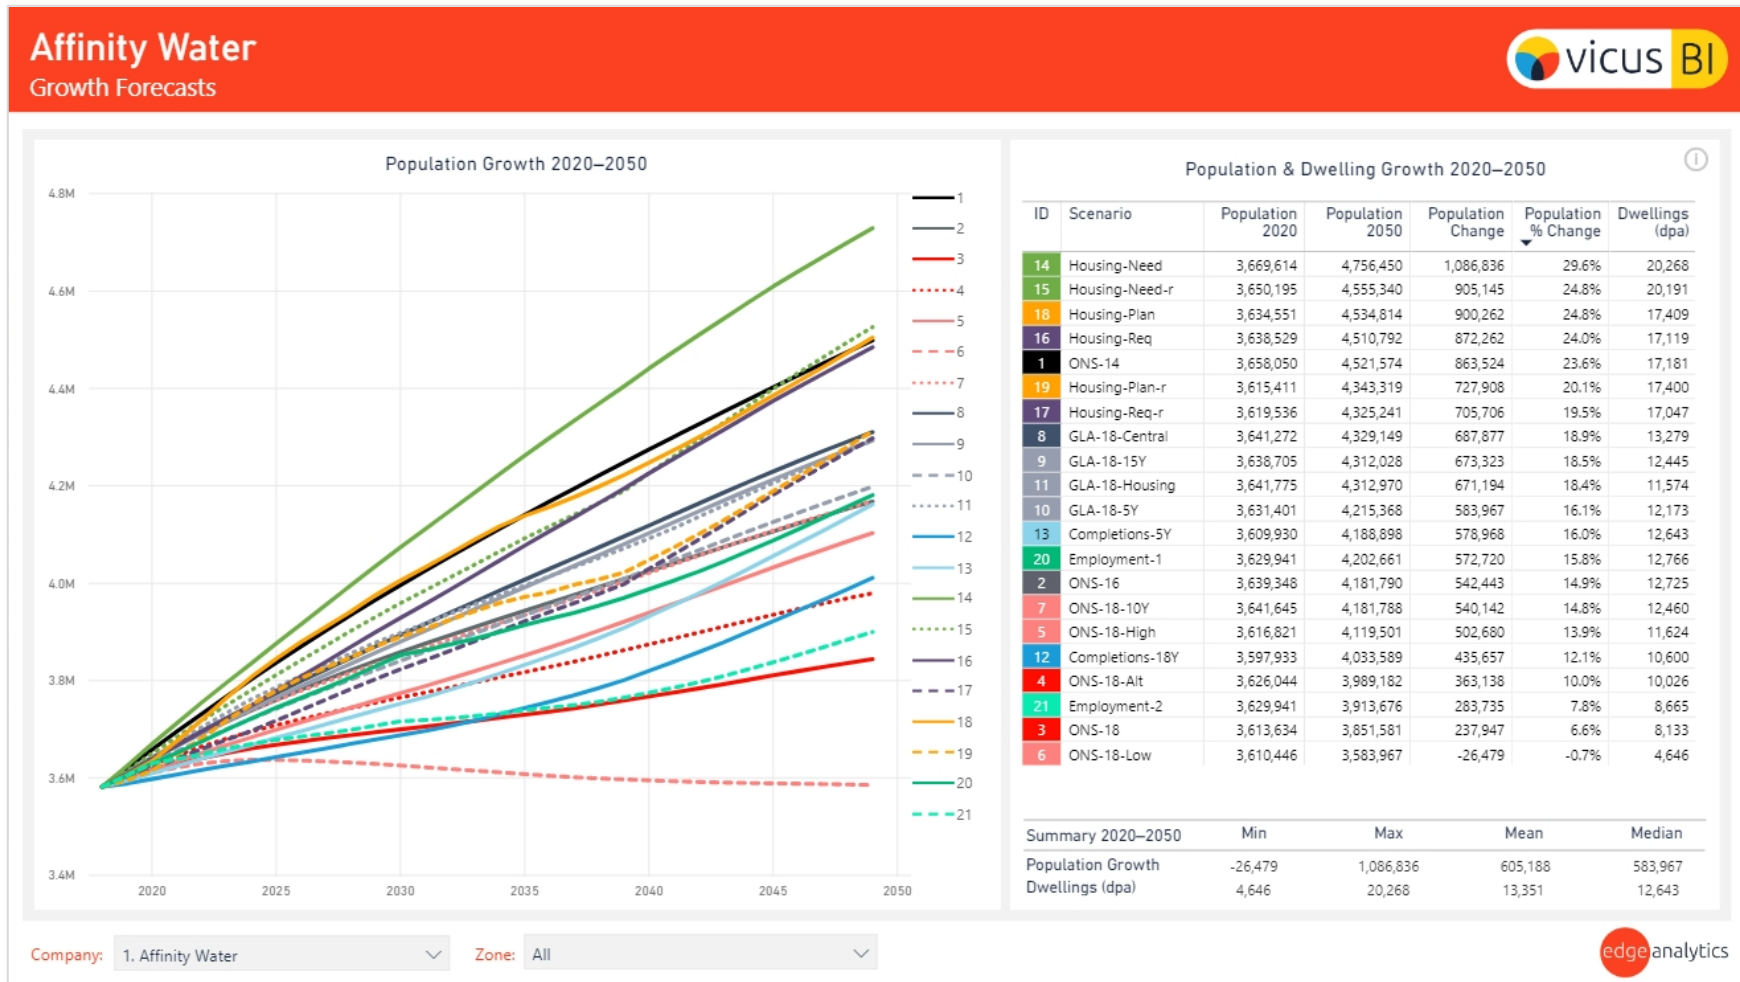 Affinity Water
Growth Forecasts
vicus BI
Population Growth 2020–2050
4.8M
4.6M
4.4M
4.2M
4.0M
3.8M
3.6M
3.4M
2020 2025 2030 2035 2040 2045 2050
1
2
3
4
5
6
7
8
9
10
11
12
13
14
15
16
17
18
19
20
21
Population & Dwelling Growth 2020–2050
i
ID Scenario Population 2020 Population 2050 Population Change Population % Change Dwellings (dpa)
14 Housing-Need 3,669,614 4,756,450 1,086,836 29.6% 20,268
15 Housing-Need-r 3,650,195 4,555,340 905,145 24.8% 20,191
18 Housing-Plan 3,634,551 4,534,814 900,262 24.8% 17,409
16 Housing-Req 3,638,529 4,510,792 872,262 24.0% 17,119
1 ONS-14 3,658,050 4,521,574 863,524 23.6% 17,181
19 Housing-Plan-r 3,615,411 4,343,319 727,908 20.1% 17,400
17 Housing-Req-r 3,619,536 4,325,241 705,706 19.5% 17,047
8 GLA-18-Central 3,641,272 4,329,149 687,877 18.9% 13,279
9 GLA-18-15Y 3,638,705 4,312,028 673,323 18.5% 12,445
11 GLA-18-Housing 3,641,775 4,312,970 671,194 18.4% 11,574
10 GLA-18-5Y 3,631,401 4,215,368 583,967 16.1% 12,173
13 Completions-5Y 3,609,930 4,188,898 578,968 16.0% 12,643
20 Employment-1 3,629,941 4,202,661 572,720 15.8% 12,766
2 ONS-16 3,639,348 4,181,790 542,443 14.9% 12,725
7 ONS-18-10Y 3,641,645 4,181,788 540,142 14.8% 12,460
5 ONS-18-High 3,616,821 4,119,501 502,680 13.9% 11,624
12 Completions-18Y 3,597,933 4,033,589 435,657 12.1% 10,600
4 ONS-18-Alt 3,626,044 3,989,182 363,138 10.0% 10,026
21 Employment-2 3,629,941 3,913,676 283,735 7.8% 8,665
3 ONS-18 3,613,634 3,851,581 237,947 6.6% 8,133
6 ONS-18-Low 3,610,446 3,583,967 -26,479 -0.7% 4,646
Summary 2020–2050 Min Max Mean Median
Population Growth -26,479 1,086,836 605,188 583,967
Dwellings (dpa) 4,646 20,268 13,351 12,643
Company: 1. Affinity Water Zone: All
edge analytics